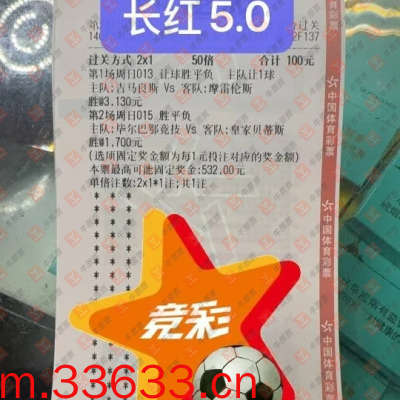 长红5.0
过关方式 2x1 50倍 合计 100元
第1场周日013 让球胜平负 主队让1球
主队:吉马良斯 Vs 客队:摩雷伦斯
胜@3.130元
第2场周日015 胜平负
主队:毕尔巴鄂竞技 Vs 客队:皇家贝蒂斯
胜@1.700元
(选项固定奖金额为每1元投注对应的奖金额)
本票最高可能固定奖金:532.00元
单倍注数:2x1*1注;共1注
竞彩
中国体育彩票
中国体育彩票
中国体育彩票
m.33633.cn